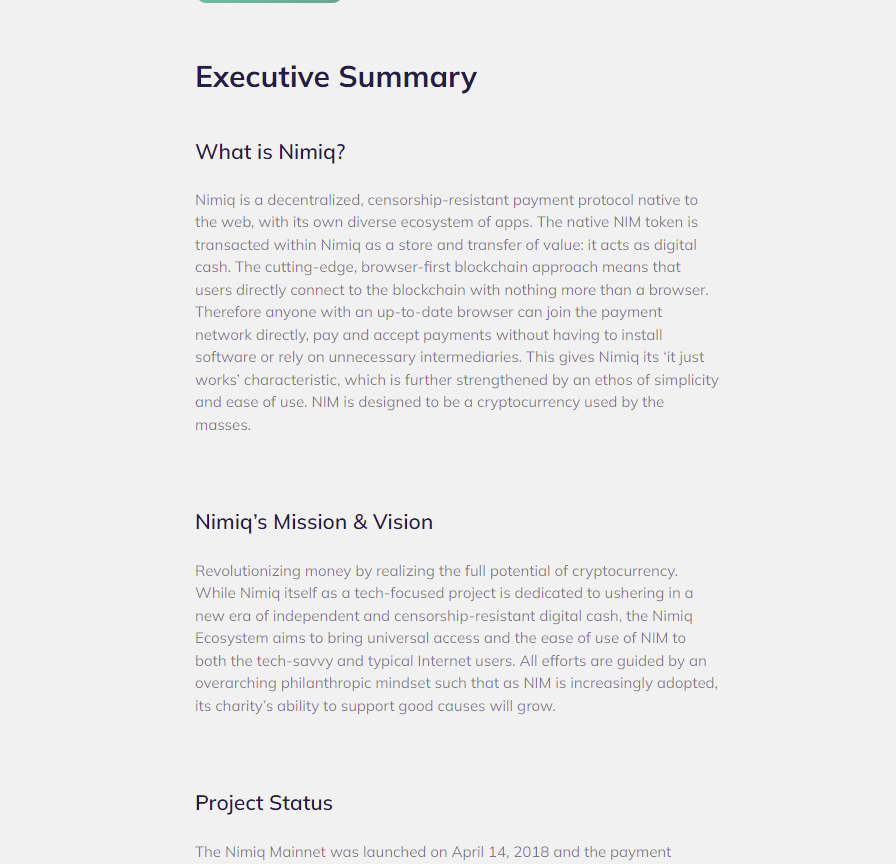 Executive Summary
What is Nimiq?
Nimiq is a decentralized, censorship-resistant payment protocol native to
the web, with its own diverse ecosystem of apps. The native NIM token is
transacted within Nimiq as a store and transfer of value: it acts as digital
cash. The cutting-edge, browser-first blockchain approach means that
users directly connect to the blockchain with nothing more than a browser.
Therefore anyone with an up-to-date browser can join the payment
network directly, pay and accept payments without having to install
software or rely on unnecessary intermediaries. This gives Nimiq its ‘it just
works’ characteristic, which is further strengthened by an ethos of simplicity
and ease of use. NIM is designed to be a cryptocurrency used by the
masses.
Nimiq’s Mission & Vision
Revolutionizing money by realizing the full potential of cryptocurrency.
While Nimiq itself as a tech-focused project is dedicated to ushering in a
new era of independent and censorship-resistant digital cash, the Nimiq
Ecosystem aims to bring universal access and the ease of use of NIM to
both the tech-savvy and typical Internet users. All efforts are guided by an
overarching philanthropic mindset such that as NIM is increasingly adopted,
its charity’s ability to support good causes will grow.
Project Status
The Nimiq Mainnet was launched on April 14, 2018 and the payment